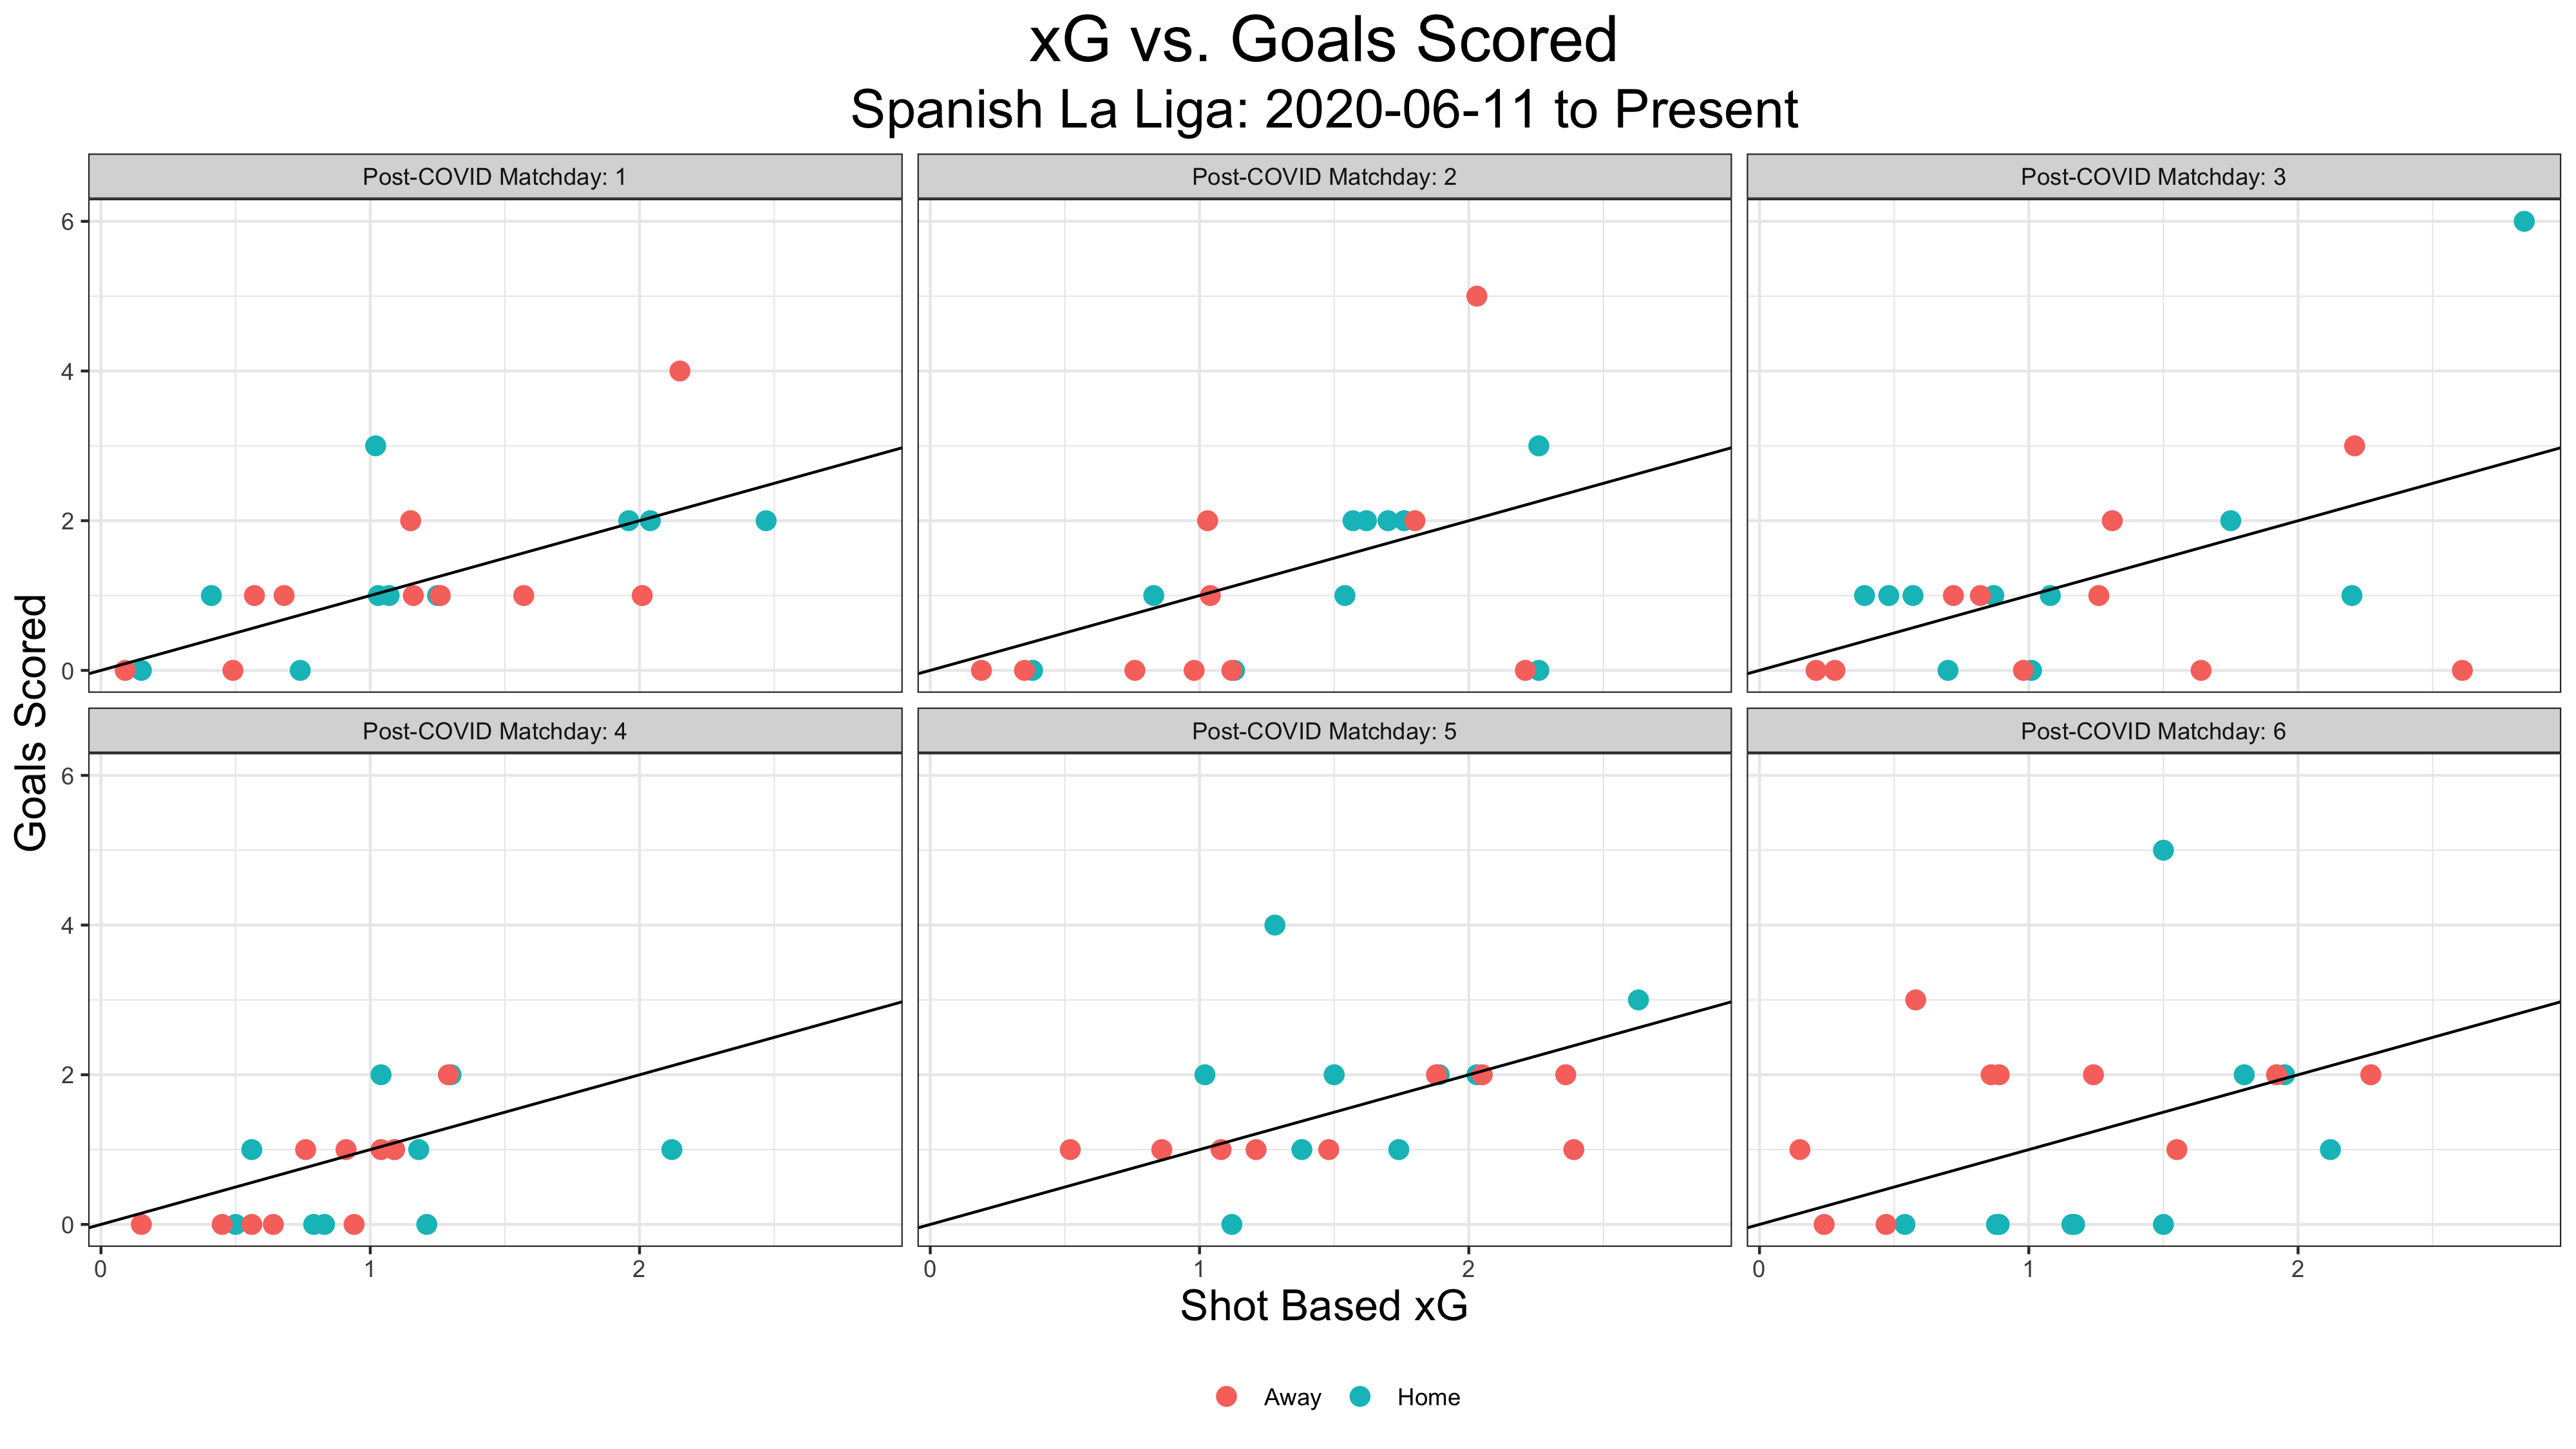 xG vs. Goals Scored
Spanish La Liga: 2020-06-11 to Present
Post-COVID Matchday: 1
Post-COVID Matchday: 2
Post-COVID Matchday: 3
6
4
2
0
Goals Scored
Post-COVID Matchday: 4
Post-COVID Matchday: 5
Post-COVID Matchday: 6
6
4
2
0
0 1 2
0 1 2
0 1 2
Shot Based xG
Away Home